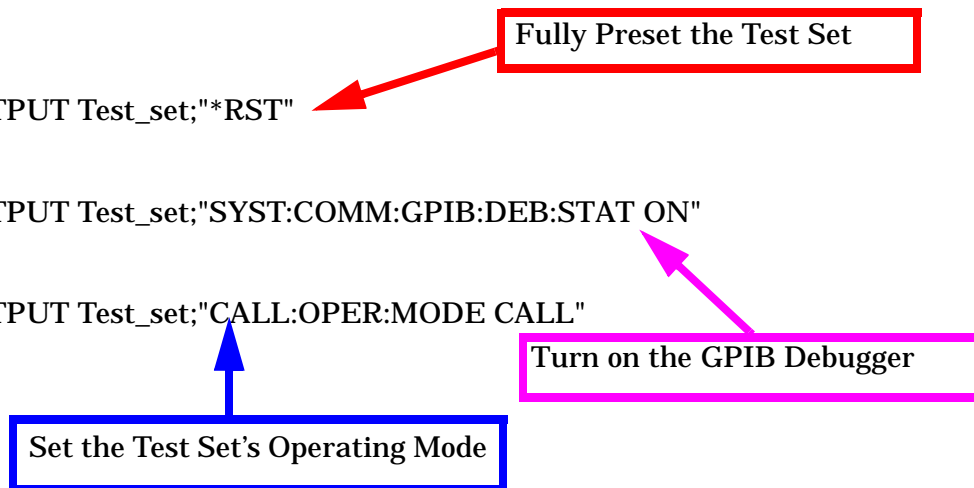 Fully Preset the Test Set
TPUT Test_set;"*RST"
TPUT Test_set;"SYST:COMM:GPIB:DEB:STAT ON"
TPUT Test_set;"CALL:OPER:MODE CALL"
Turn on the GPIB Debugger
Set the Test Set’s Operating Mode